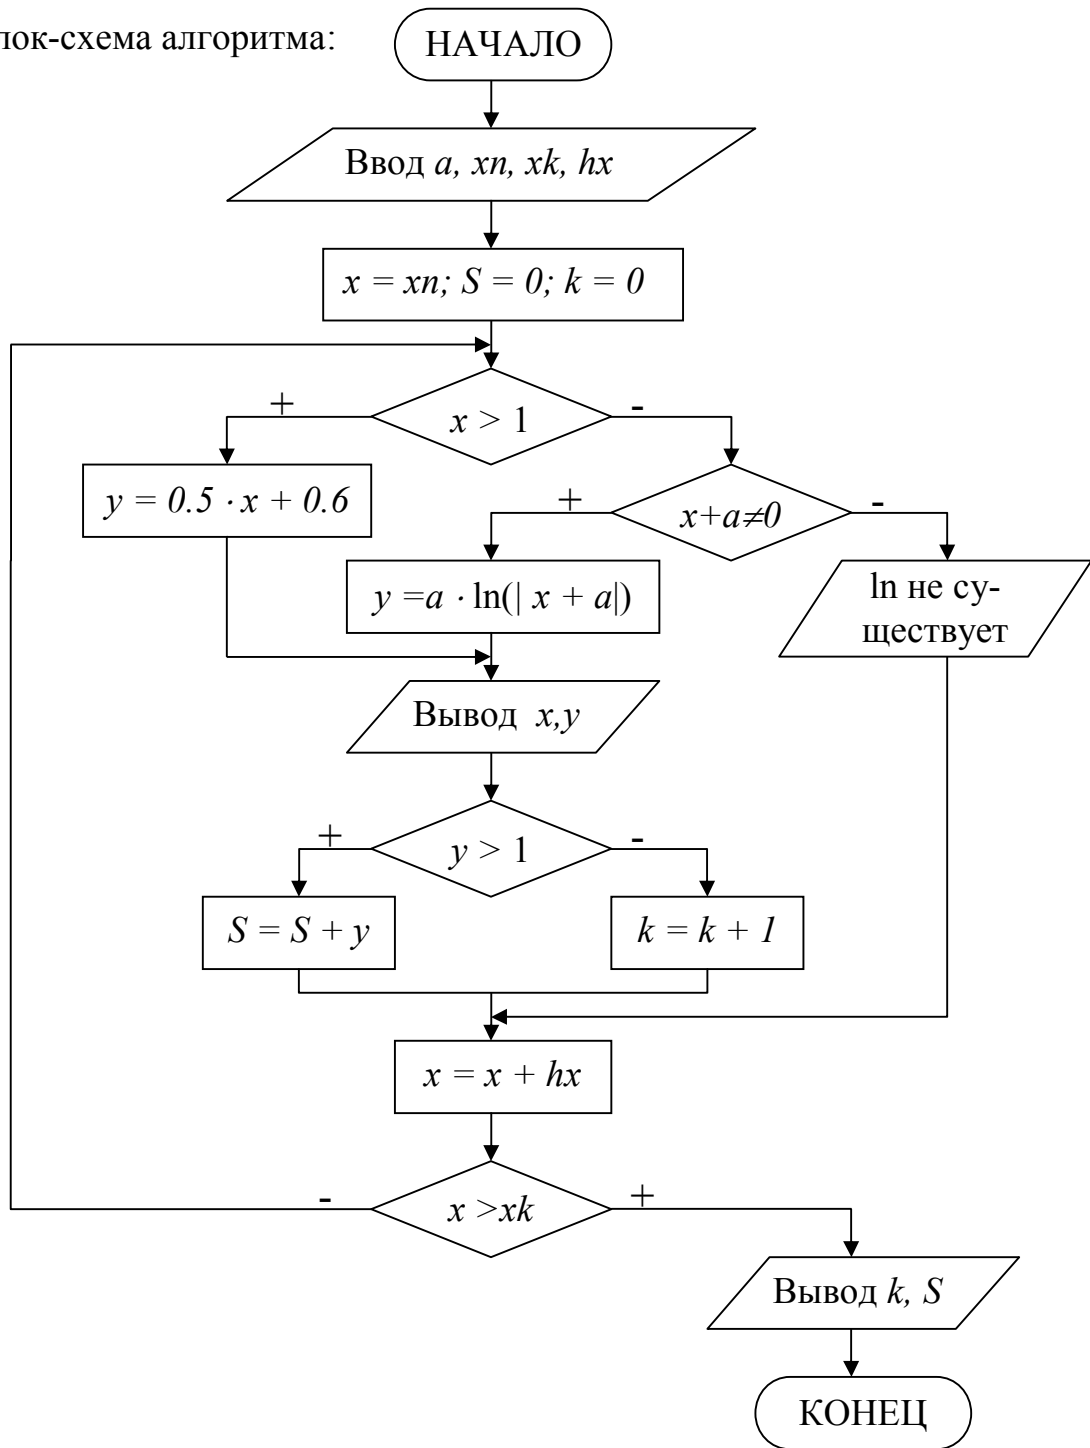 лок-схема алгоритма:
НАЧАЛО
Ввод a, xn, xk, hx
x = xn; S = 0; k = 0
x > 1
+
-
y = 0.5 · x + 0.6
x+a≠0
+
-
y =a · ln(| x + a|)
ln не су-
ществует
Вывод x,y
y > 1
+
-
S = S + y
k = k + 1
x = x + hx
x >xk
-
+
Вывод k, S
КОНЕЦ